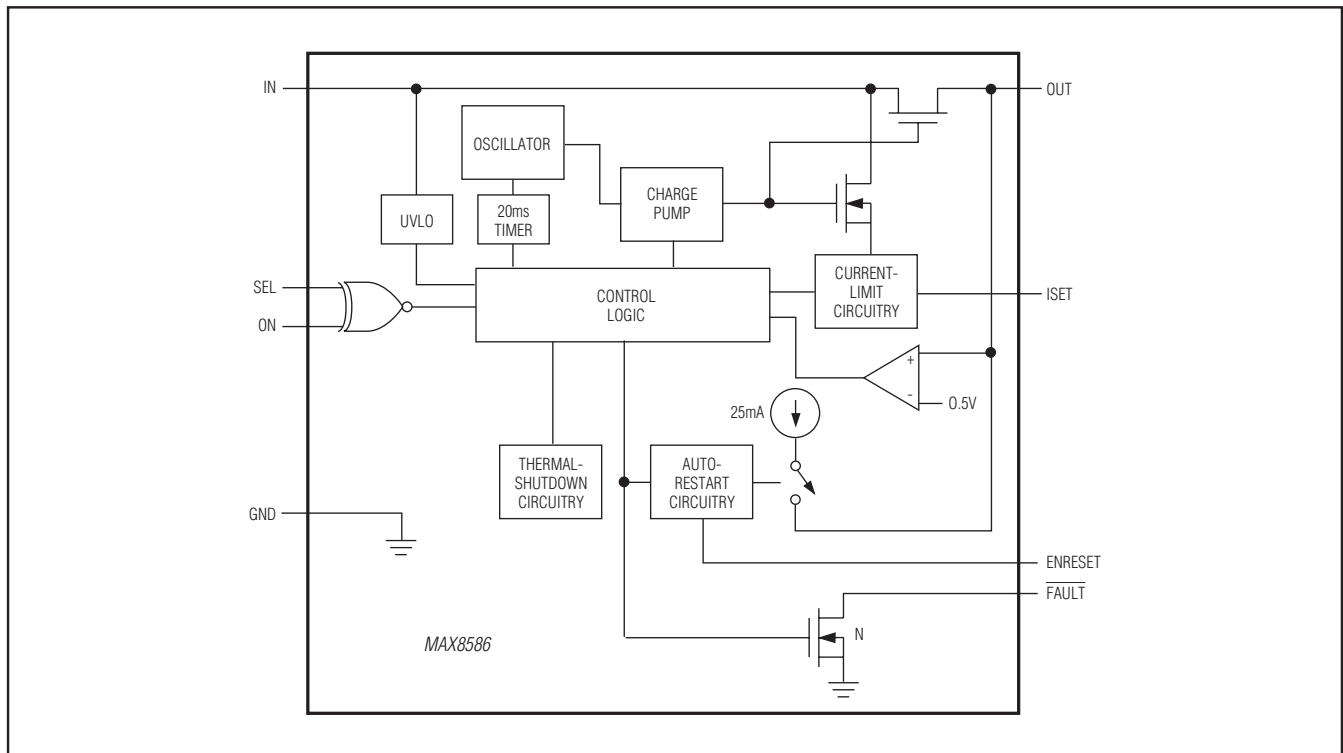 IN
OUT
OSCILLATOR
CHARGE
PUMP
UVLO
20ms
TIMER
SEL
ON
CONTROL
LOGIC
CURRENT-
LIMIT
CIRCUITRY
ISET
+
-
0.5V
25mA
THERMAL-
SHUTDOWN
CIRCUITRY
AUTO-
RESTART
CIRCUITRY
GND
ENRESET
FAULT
N
MAX8586